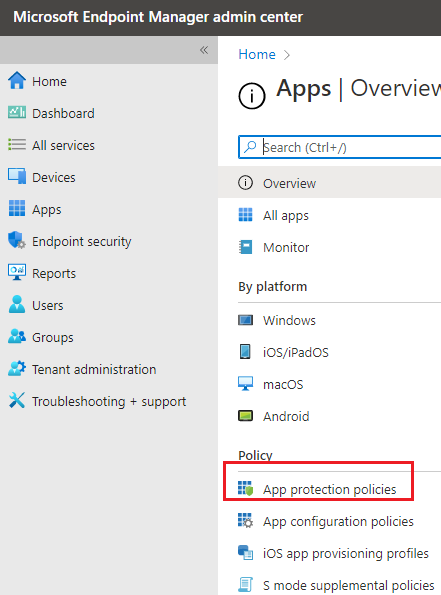 Microsoft Endpoint Manager admin center
«
Home
Dashboard
All services
Devices
Apps
Endpoint security
Reports
Users
Groups
Tenant administration
Troubleshooting + support
Home >
Apps | Overview
Search (Ctrl+/)
Overview
All apps
Monitor
By platform
Windows
iOS/iPadOS
macOS
Android
Policy
App protection policies
App configuration policies
iOS app provisioning profiles
S mode supplemental policies